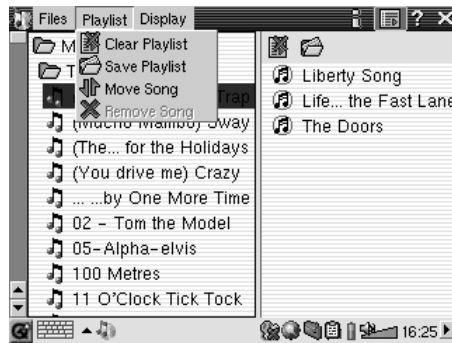 Files Playlist Display ?
M
Clear Playlist
T
Save Playlist
Move Song
Trap
Remove Song
(Mucho Mambo) Sway
(The... for the Holidays
(You drive me) Crazy
... ...by One More Time
02 - Tom the Model
05-Alpha-elvis
100 Metres
11 O'Clock Tick Tock
Liberty Song
Life... the Fast Lane
The Doors
16:25